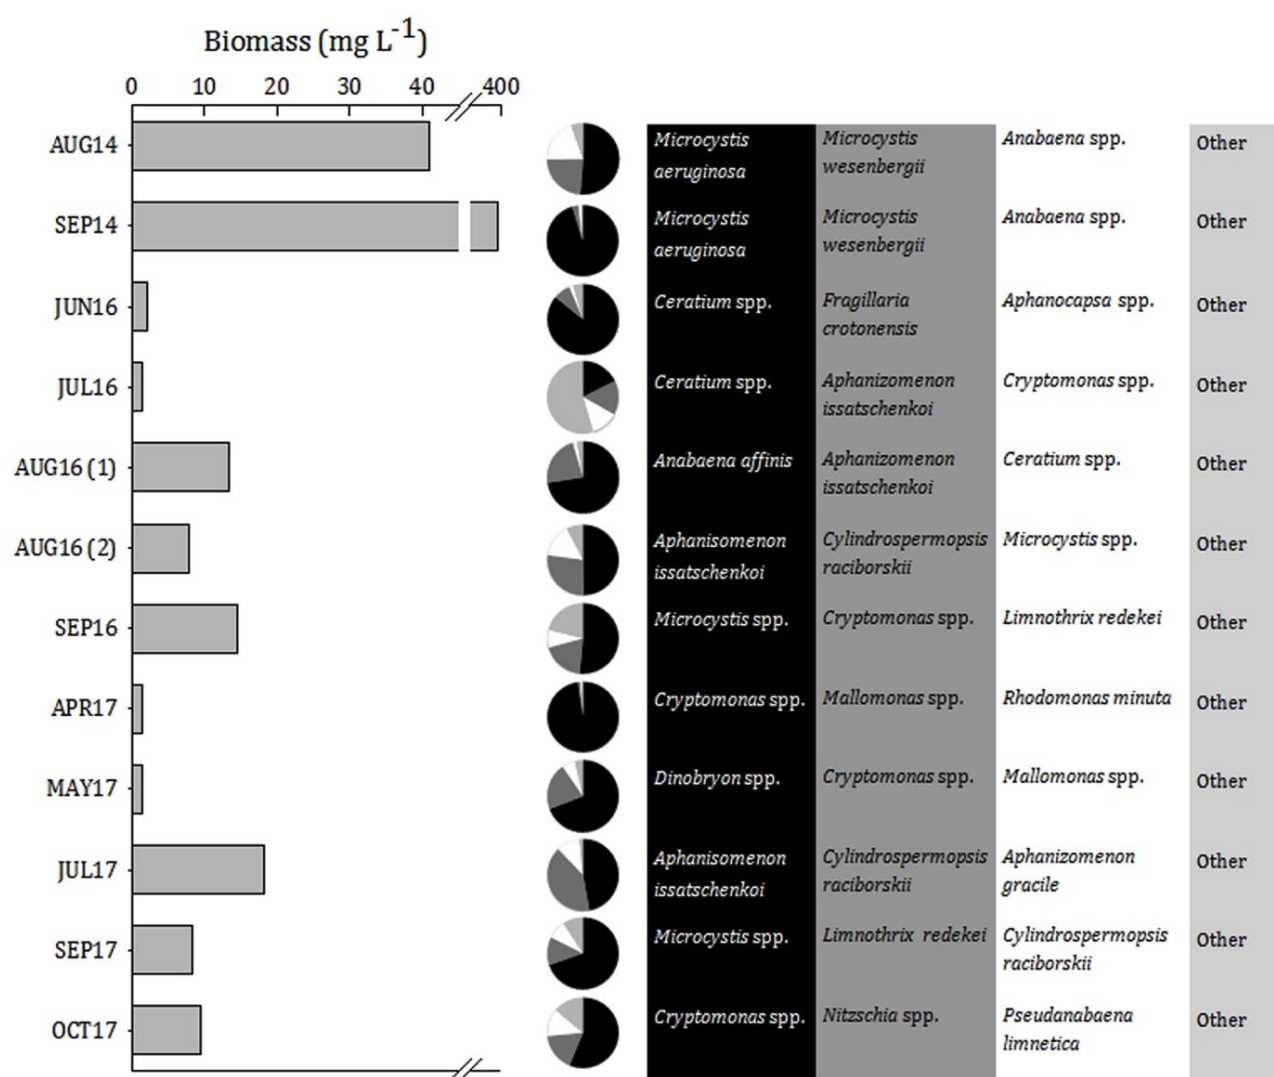 Biomass (mg L-1)
0 10 20 30 40 400
AUG14
Microcystis
aeruginosa
Microcystis
wesenbergii
Anabaena spp.
Other
SEP14
Microcystis
aeruginosa
Microcystis
wesenbergii
Anabaena spp.
Other
JUN16
Ceratium spp.
Fragillaria
crotonensis
Aphanocapsa spp.
Other
JUL16
Ceratium spp.
Aphanizomenon
issatschenkoi
Cryptomonas spp.
Other
AUG16 (1)
Anabaena affinis
Aphanizomenon
issatschenkoi
Ceratium spp.
Other
AUG16 (2)
Aphanisomenon
issatschenkoi
Cylindrospermopsis
raciborskii
Microcystis spp.
Other
SEP16
Microcystis spp.
Cryptomonas spp.
Limnothrix redekei
Other
APR17
Cryptomonas spp.
Mallomonas spp.
Rhodomonas minuta
Other
MAY17
Dinobryon spp.
Cryptomonas spp.
Mallomonas spp.
Other
JUL17
Aphanisomenon
issatschenkoi
Cylindrospermopsis
raciborskii
Aphanizomenon
gracile
Other
SEP17
Microcystis spp.
Limnothrix redekei
Cylindrospermopsis
raciborskii
Other
OCT17
Cryptomonas spp.
Nitzschia spp.
Pseudanabaena
limnetica
Other